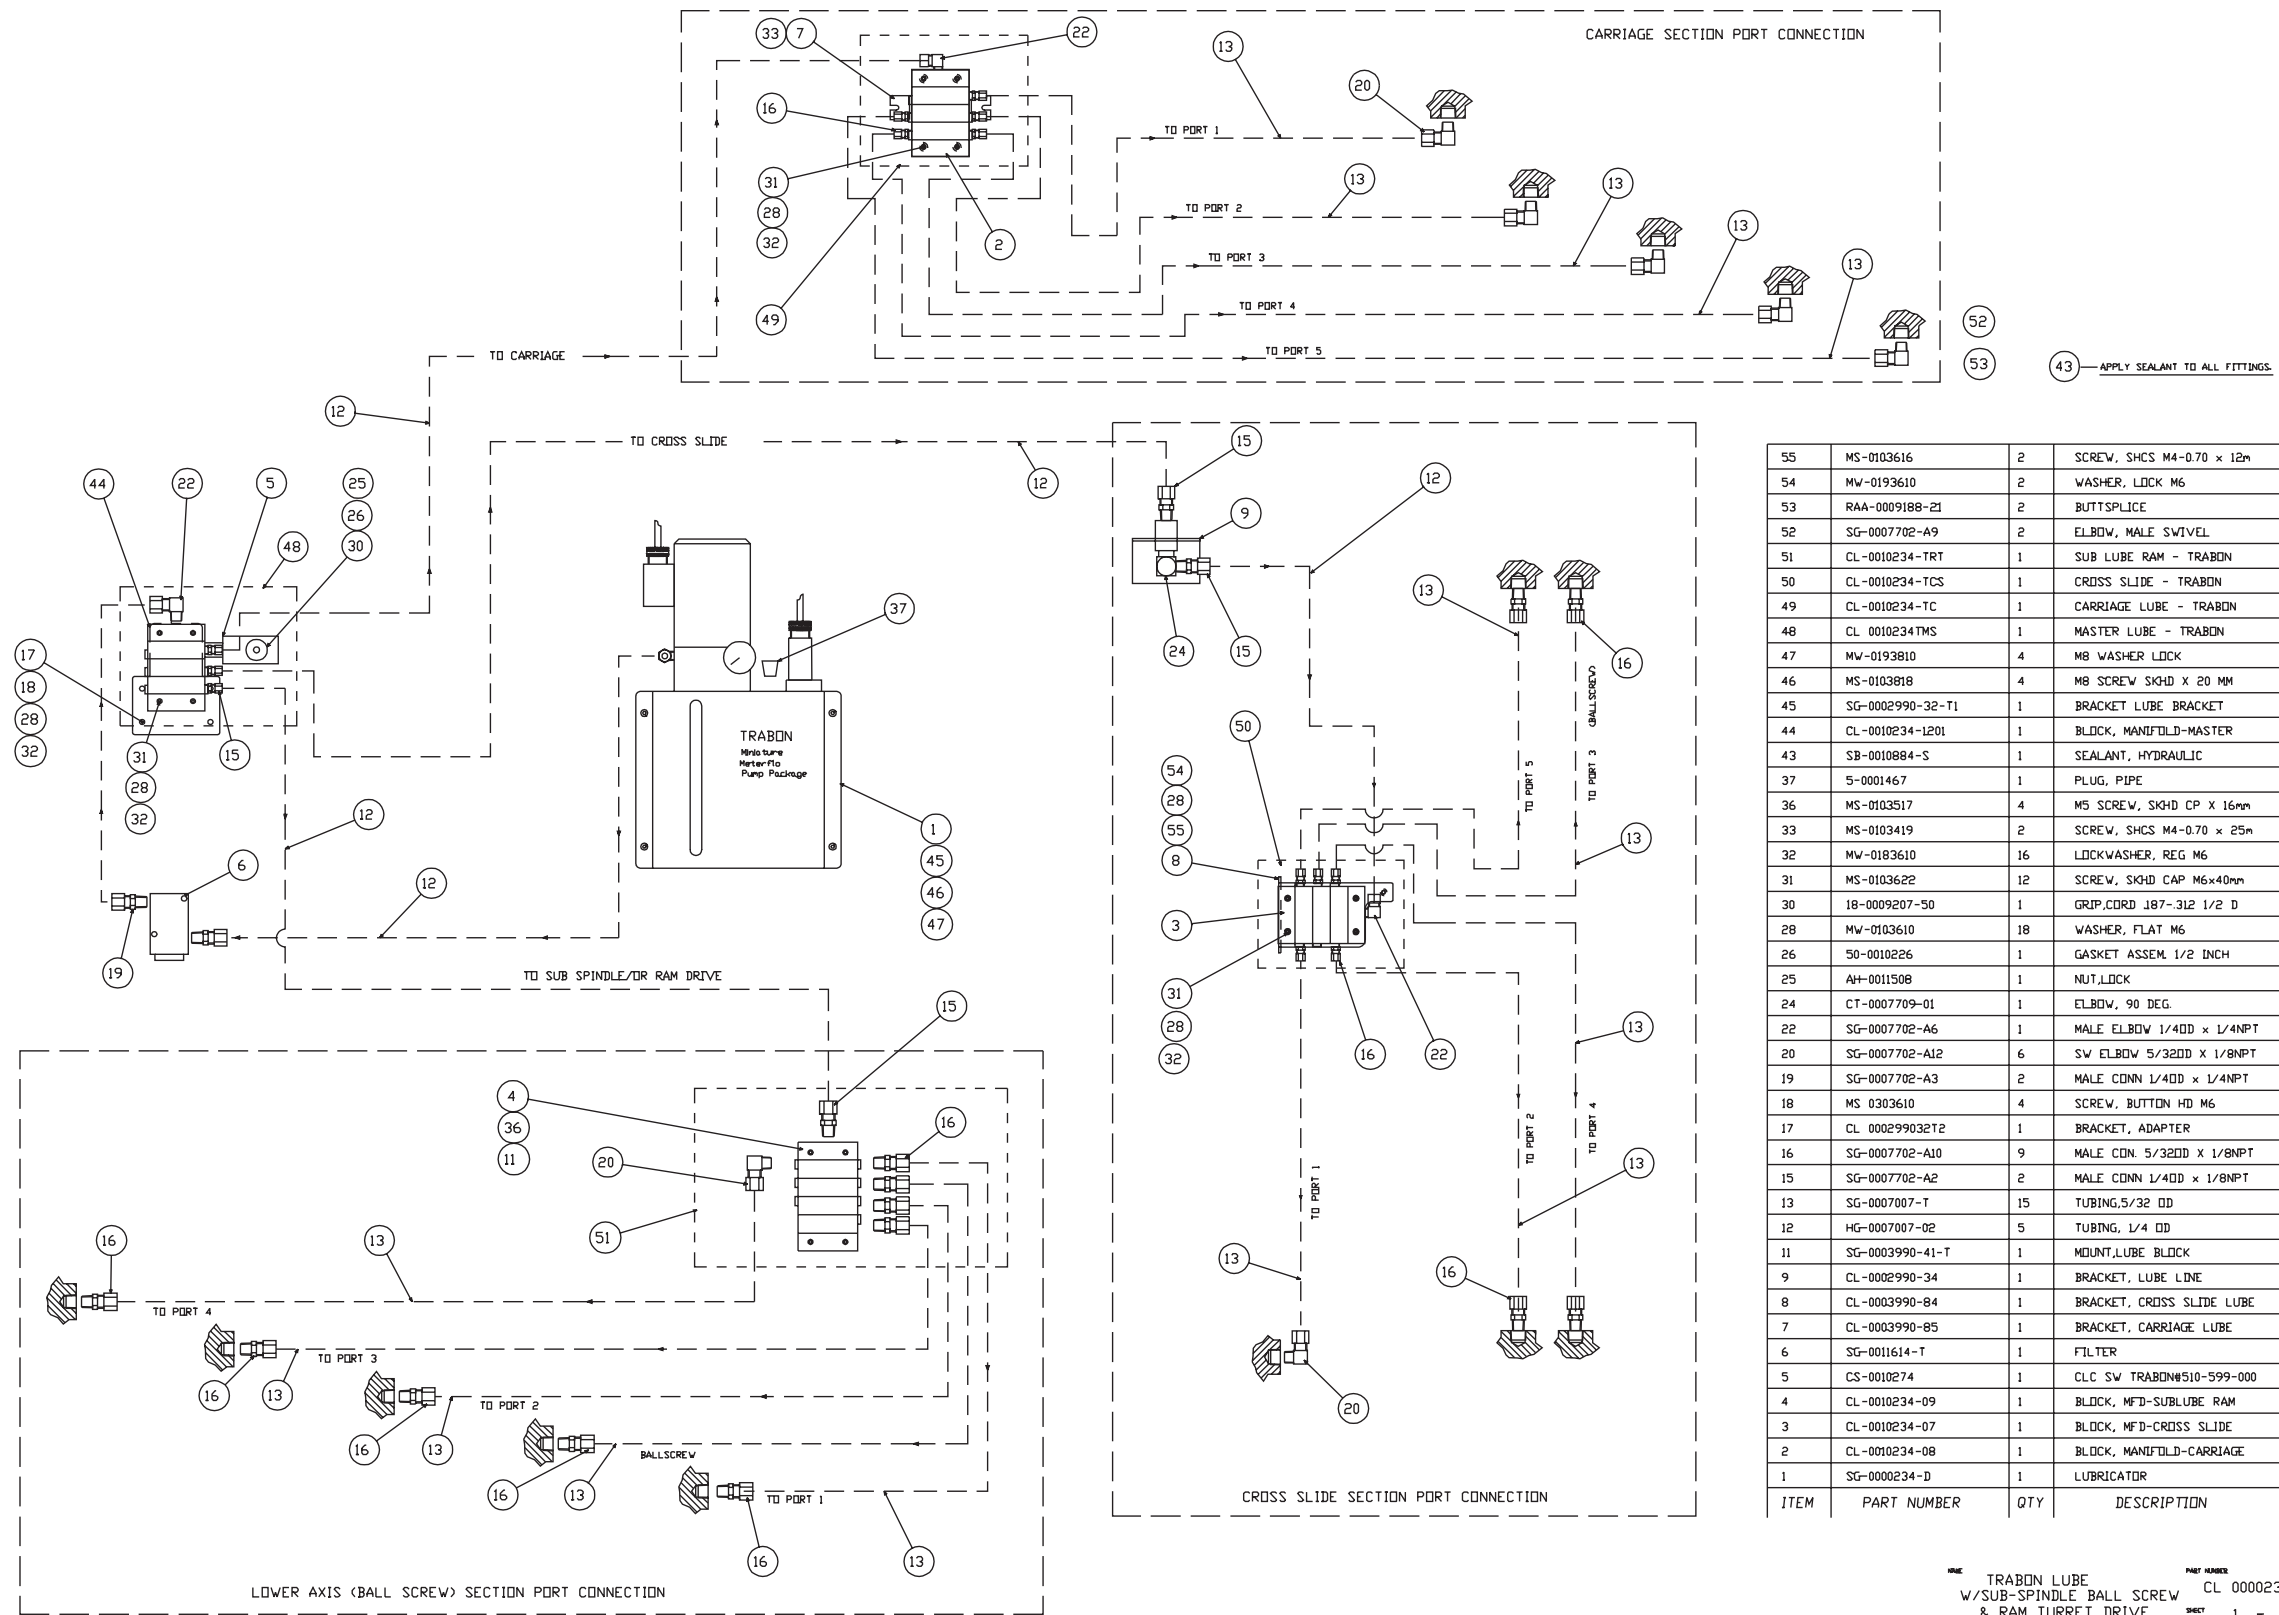 CARRIAGE SECTION PORT CONNECTION
33 7 22 13
20
16
TO PORT 1
31
28
32
13
13
TO PORT 2
2
13
TO PORT 3
13
49
TO PORT 4
52
TO PORT 5
53
TO CARRIAGE
43 APPLY SEALANT TO ALL FITTINGS.
12
TO CROSS SLIDE
15
12
12
44 22 5 25
26
30
48
9
37
13
24 15
16
17
18
28
32
15
31
28
32
TRABON
Miniature
Meterflo
Pump Package
50
54
28
55
8
TO PORT 5
TO PORT 3 (BALLSCREW)
12
1
45
46
47
13
6
12
3
19
TO SUB SPINDLE/OR RAM DRIVE
31
28
32
16 22
13
15
4
36
11
16
20
51
TO PORT 1
TO PORT 2
TO PORT 4
13
16
13
TO PORT 4
13
16
TO PORT 3
16 13
TO PORT 2
16 13
BALLSCREW
16 13
TO PORT 1
16 13
20
CROSS SLIDE SECTION PORT CONNECTION
LOWER AXIS (BALL SCREW) SECTION PORT CONNECTION
55 MS-0103616 2 SCREW, SHCS M4-0.70 x 12m
54 MW-0193610 2 WASHER, LOCK M6
53 RAA-0009188-21 2 BUTTSPLICE
52 SG-0007702-A9 2 ELBOW, MALE SWIVEL
51 CL-0010234-TRT 1 SUB LUBE RAM - TRABON
50 CL-0010234-TCS 1 CROSS SLIDE - TRABON
49 CL-0010234-TC 1 CARRIAGE LUBE - TRABON
48 CL 0010234TMS 1 MASTER LUBE - TRABON
47 MW-0193810 4 M8 WASHER LOCK
46 MS-0103818 4 M8 SCREW SKHD X 20 MM
45 SG-0002990-32-T1 1 BRACKET LUBE BRACKET
44 CL-0010234-1201 1 BLOCK, MANIFOLD-MASTER
43 SB-0010884-S 1 SEALANT, HYDRAULIC
37 5-0001467 1 PLUG, PIPE
36 MS-0103517 4 M5 SCREW, SKHD CP X 16mm
33 MS-0103419 2 SCREW, SHCS M4-0.70 x 25m
32 MW-0183610 16 LOCKWASHER, REG M6
31 MS-0103622 12 SCREW, SKHD CAP M6x40mm
30 18-0009207-50 1 GRIP,CORD .187-.312 1/2 D
28 MW-0103610 18 WASHER, FLAT M6
26 50-0010226 1 GASKET ASSEM. 1/2 INCH
25 AH-0011508 1 NUT,LOCK
24 CT-0007709-01 1 ELBOW, 90 DEG.
22 SG-0007702-A6 1 MALE ELBOW 1/4OD x 1/4NPT
20 SG-0007702-A12 6 SW ELBOW 5/32OD X 1/8NPT
19 SG-0007702-A3 2 MALE CONN 1/4OD x 1/4NPT
18 MS 0303610 4 SCREW, BUTTON HD M6
17 CL 000299032T2 1 BRACKET, ADAPTER
16 SG-0007702-A10 9 MALE CON. 5/32OD X 1/8NPT
15 SG-0007702-A2 2 MALE CONN 1/4OD x 1/8NPT
13 SG-0007007-T 15 TUBING,5/32 OD
12 HG-0007007-02 5 TUBING, 1/4 OD
11 SG-0003990-41-T 1 MOUNT,LUBE BLOCK
9 CL-0002990-34 1 BRACKET, LUBE LINE
8 CL-0003990-84 1 BRACKET, CROSS SLIDE LUBE
7 CL-0003990-85 1 BRACKET, CARRIAGE LUBE
6 SG-0011614-T 1 FILTER
5 CS-0010274 1 CLC SW TRABON#510-599-000
4 CL-0010234-09 1 BLOCK, MFD-SUBLUBE RAM
3 CL-0010234-07 1 BLOCK, MFD-CROSS SLIDE
2 CL-0010234-08 1 BLOCK, MANIFOLD-CARRIAGE
1 SG-0000234-D 1 LUBRICATOR
ITEM PART NUMBER QTY DESCRIPTION
NAME TRABON LUBE
W/SUB-SPINDLE BALL SCREW
& RAM TURRET DRIVE
PART NUMBER
CL 000023
SHEET 1 -